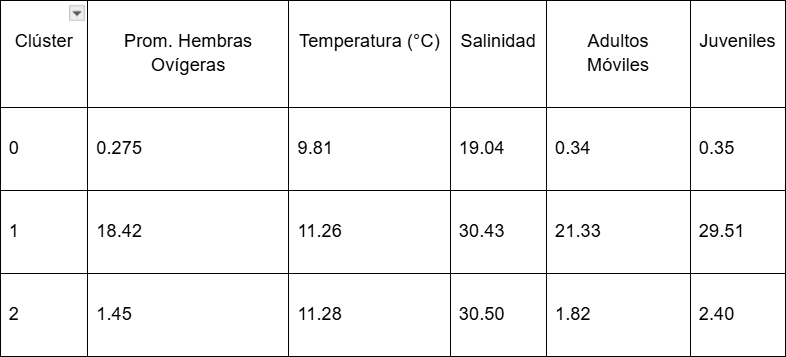 Clúster Prom. Hembras Ovígeras Temperatura (°C) Salinidad Adultos Móviles Juveniles
0 0.275 9.81 19.04 0.34 0.35
1 18.42 11.26 30.43 21.33 29.51
2 1.45 11.28 30.50 1.82 2.40